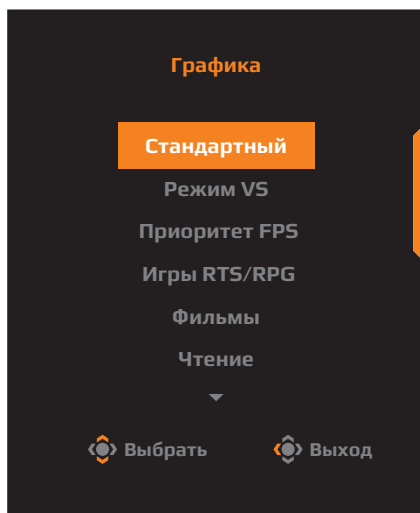 Графика
Стандартный
Режим VS
Приоритет FPS
Игры RTS/RPG
Фильмы
Чтение
Выбрать Выход